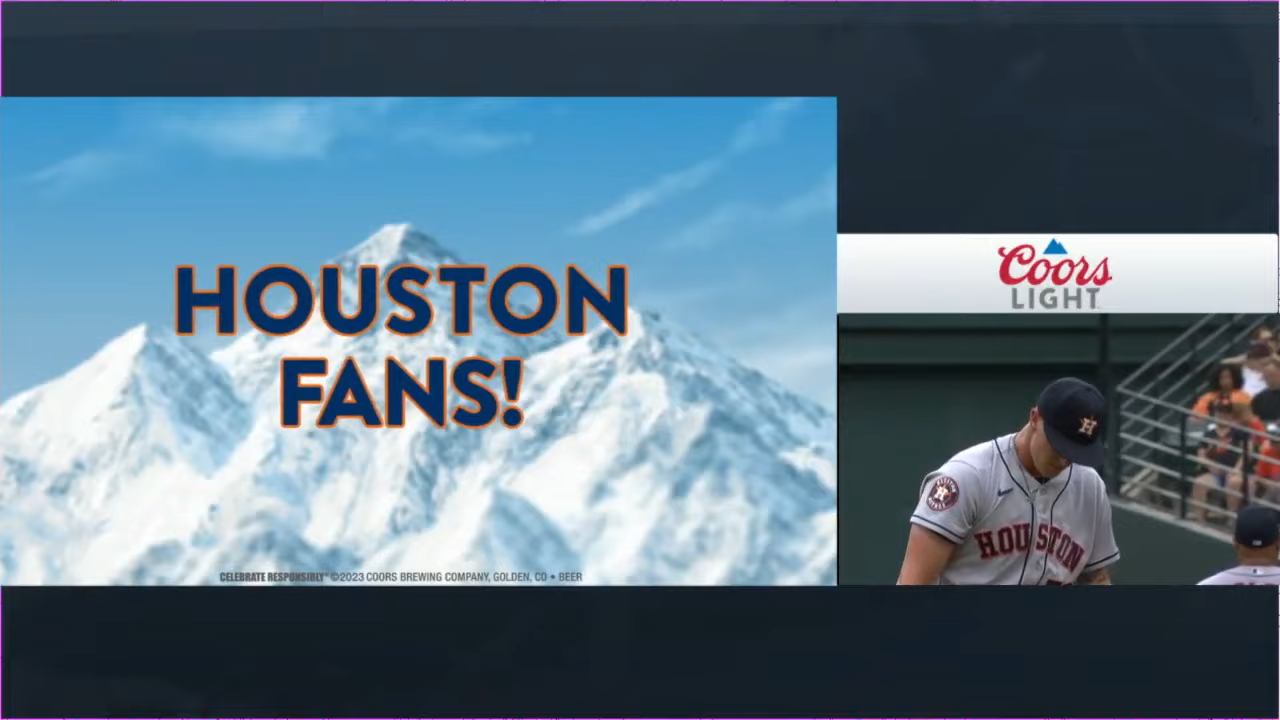 HOUSTON
FANS!
CELEBRATE RESPONSIBLY® ©2023 COORS BREWING COMPANY, GOLDEN, CO • BEER
Coors
LIGHT
H
HOUSTON